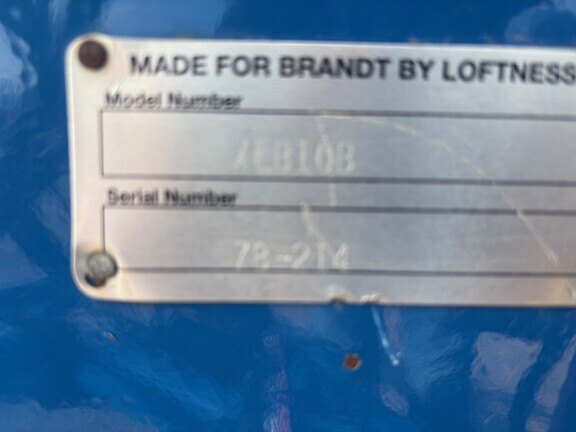 MADE FOR BRANDT BY LOFTNESS
Model Number
Serial Number
78-214